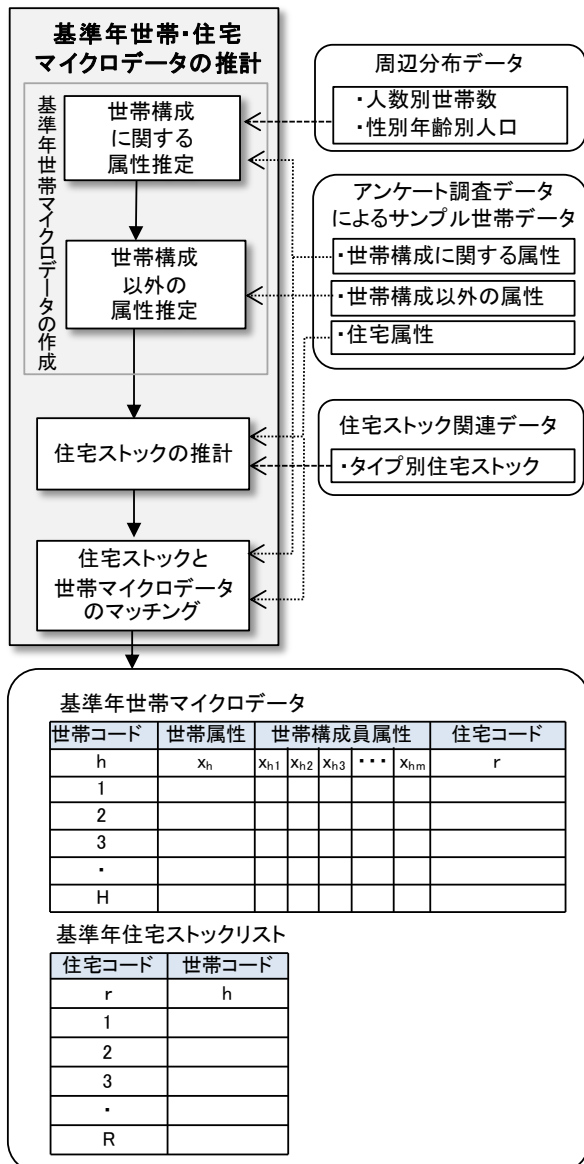 基準年世帯・住宅
マイクロデータの推計
基準年世帯マイクロデータの作成
世帯構成
に関する
属性推定
世帯構成
以外の
属性推定
住宅ストックの推計
住宅ストックと
世帯マイクロデータ
のマッチング
周辺分布データ
・人数別世帯数
・性別年齢別人口
アンケート調査データ
によるサンプル世帯データ
・世帯構成に関する属性
・世帯構成以外の属性
・住宅属性
住宅ストック関連データ
・タイプ別住宅ストック
基準年世帯マイクロデータ
世帯コード 世帯属性 世帯構成員属性 住宅コード
h xh xh1 xh2 xh3 ・・・ xhm r
1
2
3
・
H
基準年住宅ストックリスト
住宅コード 世帯コード
r h
1
2
3
・
R